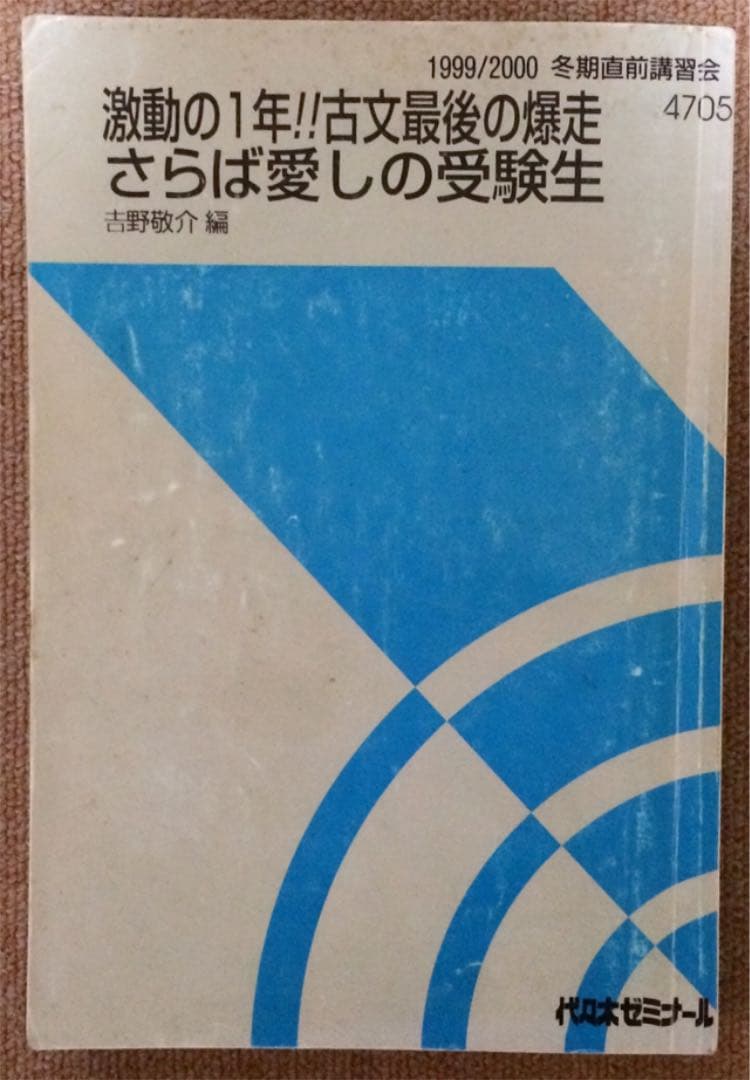 1999/2000 冬期直前講習会
4705
激動の1年!!古文最後の爆走
さらば愛しの受験生
吉野敬介 編
代々木ゼミナール